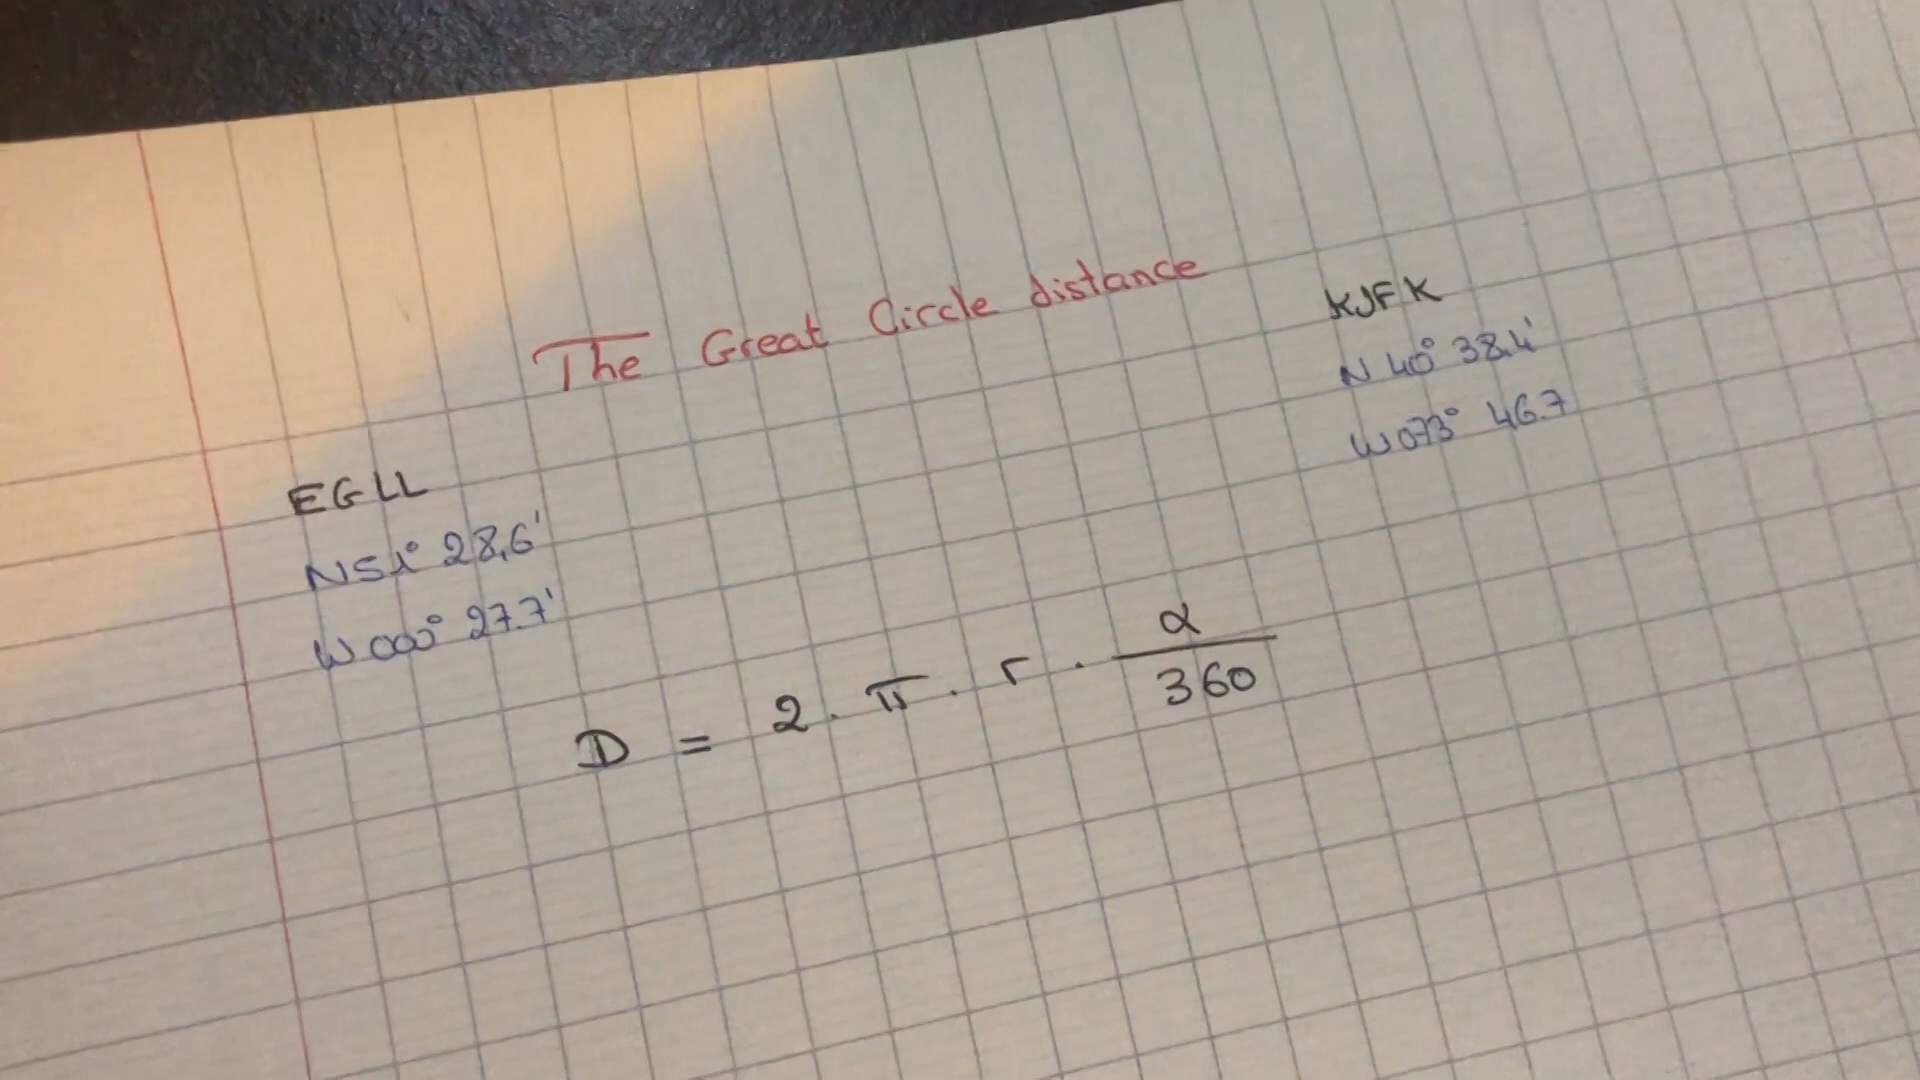 The Great Circle distance
KJFK
N 40° 38.4'
W 073° 46.7
EGLL
N51° 28,6'
W 000° 27.7'
D = 2 . π . r . α / 360